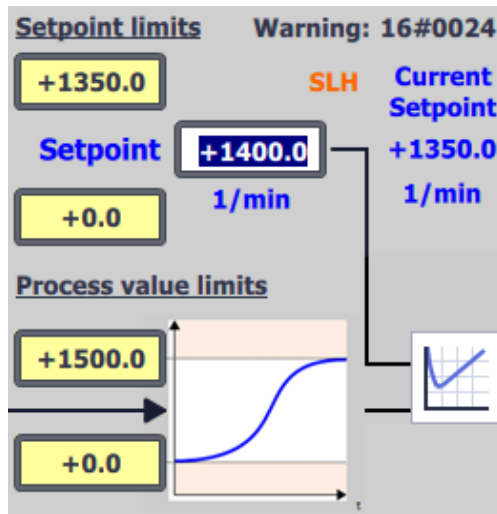 Setpoint limits Warning: 16#0024
+1350.0 SLH Current
Setpoint
Setpoint +1400.0 +1350.0
+0.0 1/min 1/min
Process value limits
+1500.0
+0.0
t